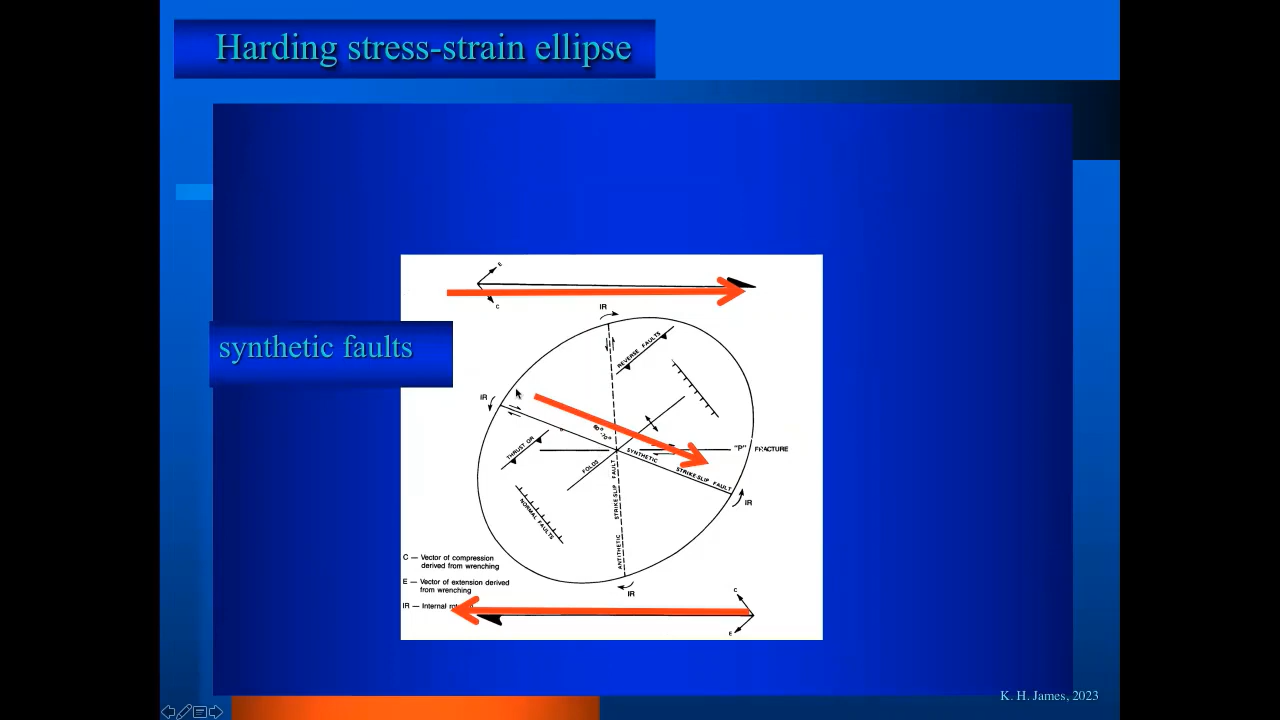 Harding stress-strain ellipse
E
C
IR
REVERSE FAULTS
synthetic faults
IR
60°-70°
THRUST OR
"P" FRACTURE
FOLDS
SYNTHETIC
STRIKE-SLIP FAULT
STRIKE-SLIP FAULT
ANTITHETIC
NORMAL FAULTS
IR
C — Vector of compression
derived from wrenching
E — Vector of extension derived
from wrenching
IR — Internal
IR
C
E
K. H. James, 2023